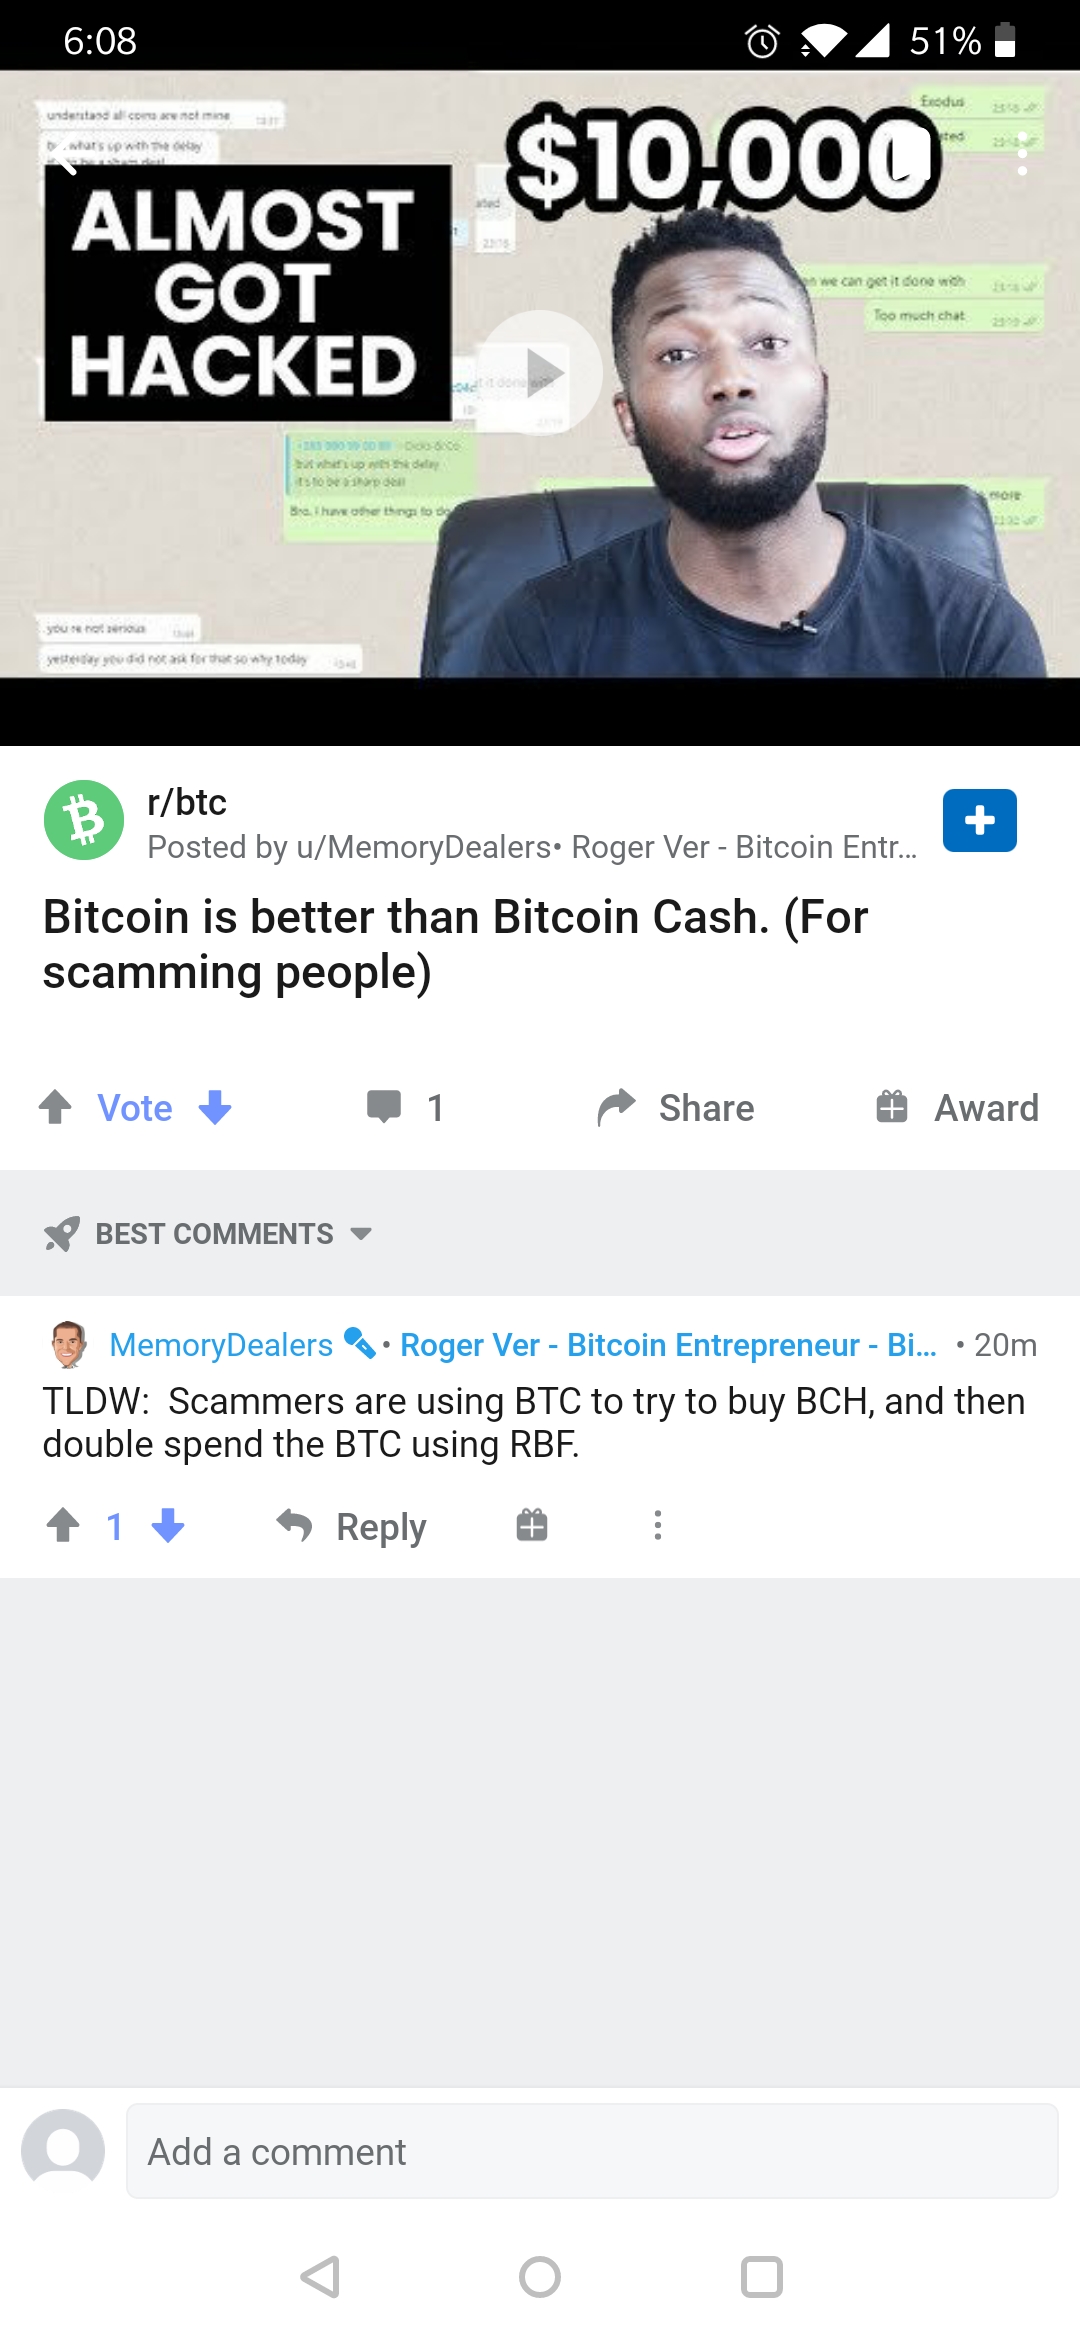 6:08
51%
understand all coins are not mine
what's up with the delay
$10,000
Exodus
ALMOST
GOT
HACKED
we can get it done with
Too much chat
but what's up with the delay
it's to be a sharp deal
Bro, I have other things to do
more
you re not serious
yesterday you did not ask for that so why today
r/btc
Posted by u/MemoryDealers• Roger Ver - Bitcoin Entr...
Bitcoin is better than Bitcoin Cash. (For
scamming people)
Vote
1
Share
Award
BEST COMMENTS
MemoryDealers • Roger Ver - Bitcoin Entrepreneur - Bi... • 20m
TLDW: Scammers are using BTC to try to buy BCH, and then
double spend the BTC using RBF.
1
Reply
Add a comment